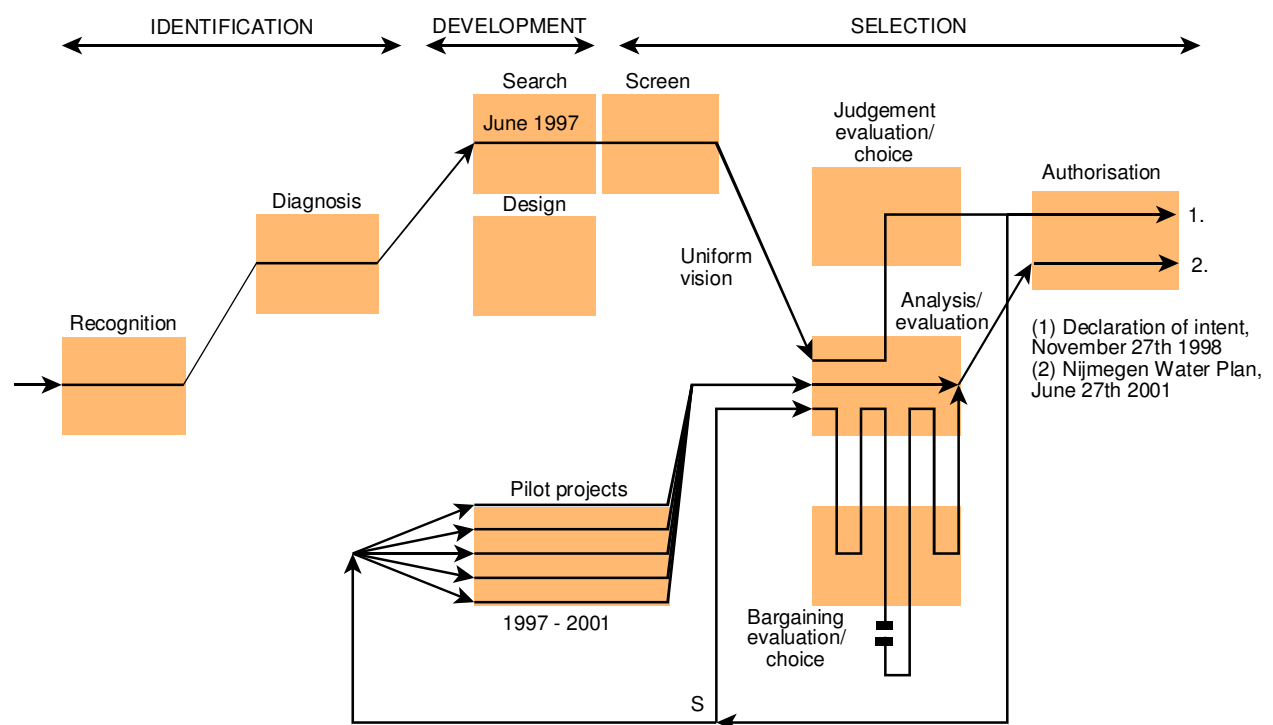 IDENTIFICATION
DEVELOPMENT
SELECTION
Search
Screen
June 1997
Judgement
evaluation/
choice
Authorisation
Diagnosis
Design
1.
Uniform
vision
2.
Analysis/
evaluation
Recognition
(1) Declaration of intent,
November 27th 1998
(2) Nijmegen Water Plan,
June 27th 2001
Pilot projects
1997 - 2001
Bargaining
evaluation/
choice
S